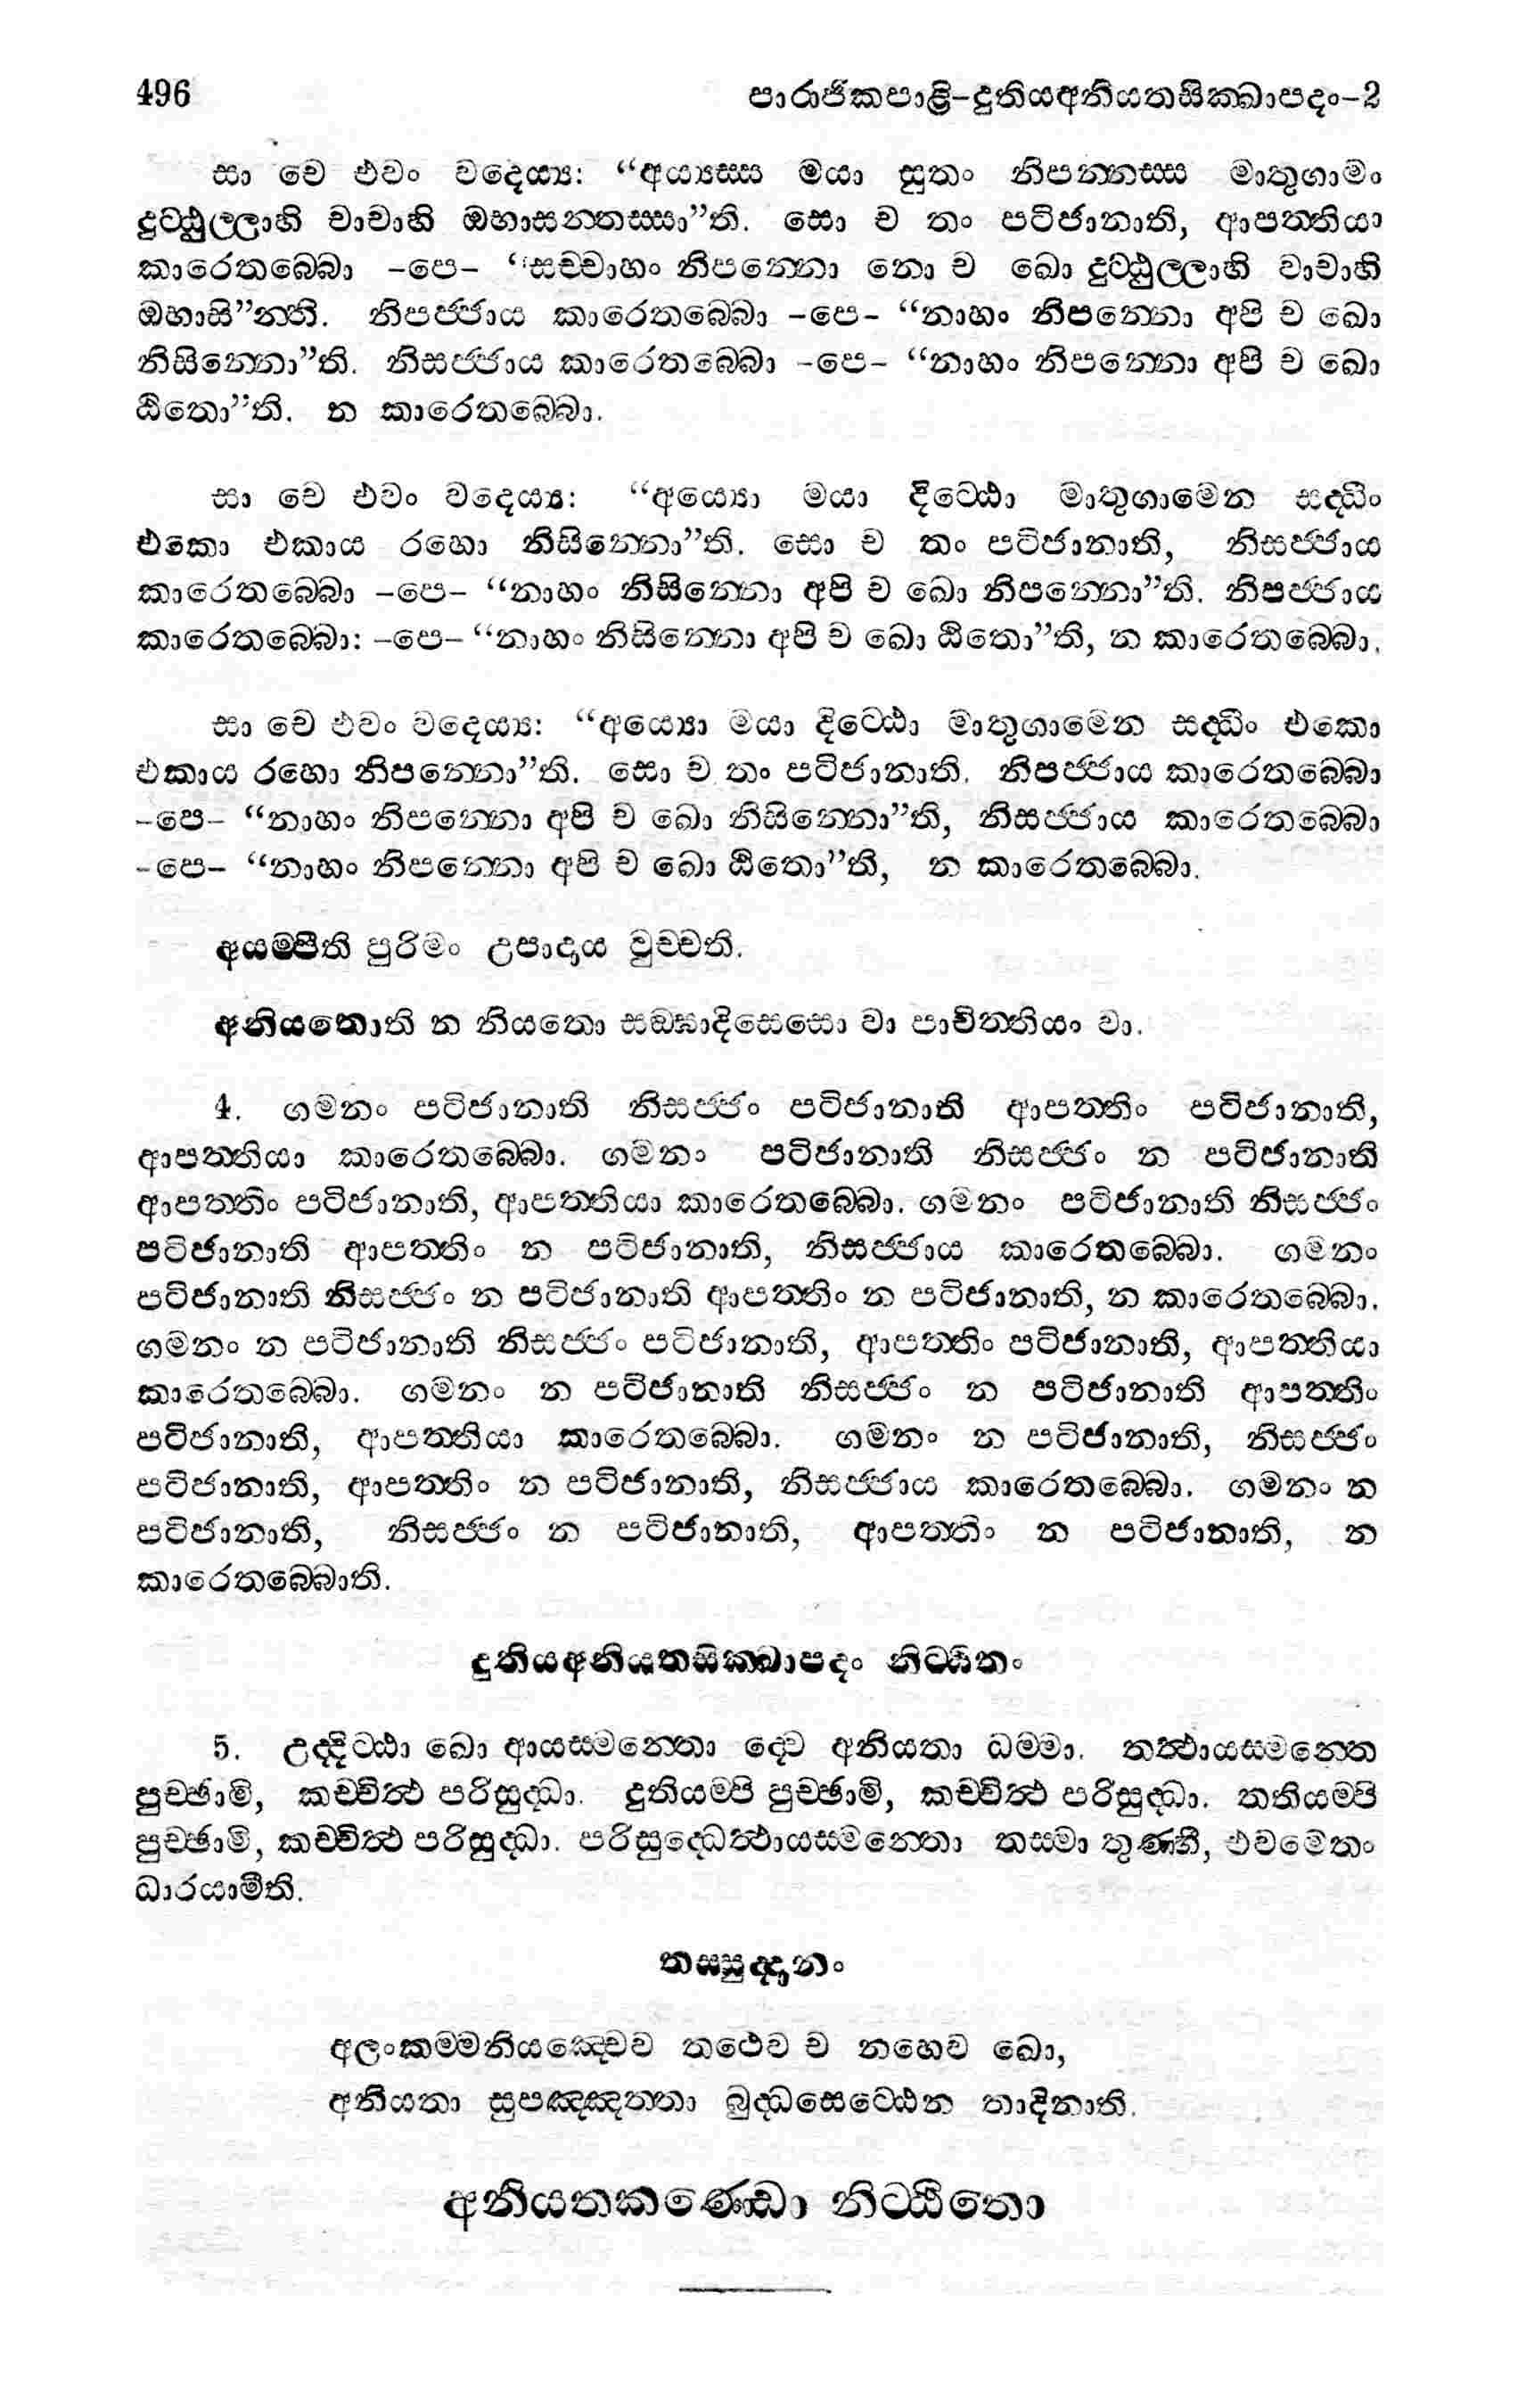 496 පාරාජිකපාළි-දුතියඅනියතසික්ඛාපදං-2
සා චෙ එවං වදෙය්‍ය: “අය්‍යස්ස මයා සුතං නිපන්නස්ස මාතුගාමං
දුට්ඨුල්ලාහි වාචාහි ඔභාසන්තස්සා”ති. සො ච තං පටිජානාති, ආපත්තියා
කාරෙතබ්බො -පෙ- “සච්චාහං නිපන්නො නො ච ඛො දුට්ඨුල්ලාහි වාචාහි
ඔභාසි”න්ති. නිපජ්ජාය කාරෙතබ්බො -පෙ- “නාහං නිපන්නො අපි ච ඛො
නිසින්නො”ති. නිසජ්ජාය කාරෙතබ්බො -පෙ- “නාහං නිපන්නො අපි ච ඛො
ඨිතො”ති. න කාරෙතබ්බො.
සා චෙ එවං වදෙය්‍ය: “අය්‍යො මයා දිට්ඨො මාතුගාමෙන සද්ධිං
එකො එකාය රහො නිසින්නො”ති. සො ච තං පටිජානාති, නිසජ්ජාය
කාරෙතබ්බො -පෙ- “නාහං නිසින්නො අපි ච ඛො නිපන්නො”ති. නිපජ්ජාය
කාරෙතබ්බො: -පෙ- “නාහං නිසින්නො අපි ච ඛො ඨිතො”ති, න කාරෙතබ්බො.
සා චෙ එවං වදෙය්‍ය: “අය්‍යො මයා දිට්ඨො මාතුගාමෙන සද්ධිං එකො
එකාය රහො නිපන්නො”ති. සො ච තං පටිජානාති. නිපජ්ජාය කාරෙතබ්බො
-පෙ- “නාහං නිපන්නො අපි ච ඛො නිසින්නො”ති, නිසජ්ජාය කාරෙතබ්බො
-පෙ- “නාහං නිපන්නො අපි ච ඛො ඨිතො”ති, න කාරෙතබ්බො.
අයම්පීති පුරිමං උපාදාය වුච්චති.
අනියතොති න නියතො සඞ්ඝාදිසෙසො වා පාචිත්තියං වා.
4. ගමනං පටිජානාති නිසජ්ජං පටිජානාති ආපත්තිං පටිජානාති,
ආපත්තියා කාරෙතබ්බො. ගමනං පටිජානාති නිසජ්ජං න පටිජානාති
ආපත්තිං පටිජානාති, ආපත්තියා කාරෙතබ්බො. ගමනං පටිජානාති නිසජ්ජං
පටිජානාති ආපත්තිං න පටිජානාති, නිසජ්ජාය කාරෙතබ්බො. ගමනං
පටිජානාති නිසජ්ජං න පටිජානාති ආපත්තිං න පටිජානාති, න කාරෙතබ්බො.
ගමනං න පටිජානාති නිසජ්ජං පටිජානාති, ආපත්තිං පටිජානාති, ආපත්තියා
කාරෙතබ්බො. ගමනං න පටිජානාති නිසජ්ජං න පටිජානාති ආපත්තිං
පටිජානාති, ආපත්තියා කාරෙතබ්බො. ගමනං න පටිජානාති, නිසජ්ජං
පටිජානාති, ආපත්තිං න පටිජානාති, නිසජ්ජාය කාරෙතබ්බො. ගමනං න
පටිජානාති, නිසජ්ජං න පටිජානාති, ආපත්තිං න පටිජානාති, න
කාරෙතබ්බොති.
දුතියඅනියතසික්ඛාපදං නිට්ඨිතං
5. උද්දිට්ඨා ඛො ආයස්මන්තො ද්වෙ අනියතා ධම්මා. තත්ථායස්මන්තෙ
පුච්ඡාමි, කච්චිත්ථ පරිසුද්ධා. දුතියම්පි පුච්ඡාමි, කච්චිත්ථ පරිසුද්ධා. තතියම්පි
පුච්ඡාමි, කච්චිත්ථ පරිසුද්ධා. පරිසුද්ධෙත්ථායස්මන්තො තස්මා තුණ්හී, එවමෙතං
ධාරයාමීති.
තස්සුද්දානං
අලංකම්මනියඤ්චෙව තථෙව ච නහෙව ඛො,
අනියතා සුපඤ්ඤත්තා බුද්ධසෙට්ඨෙන තාදිනාති.
අනියතකණ්ඩො නිට්ඨිතො